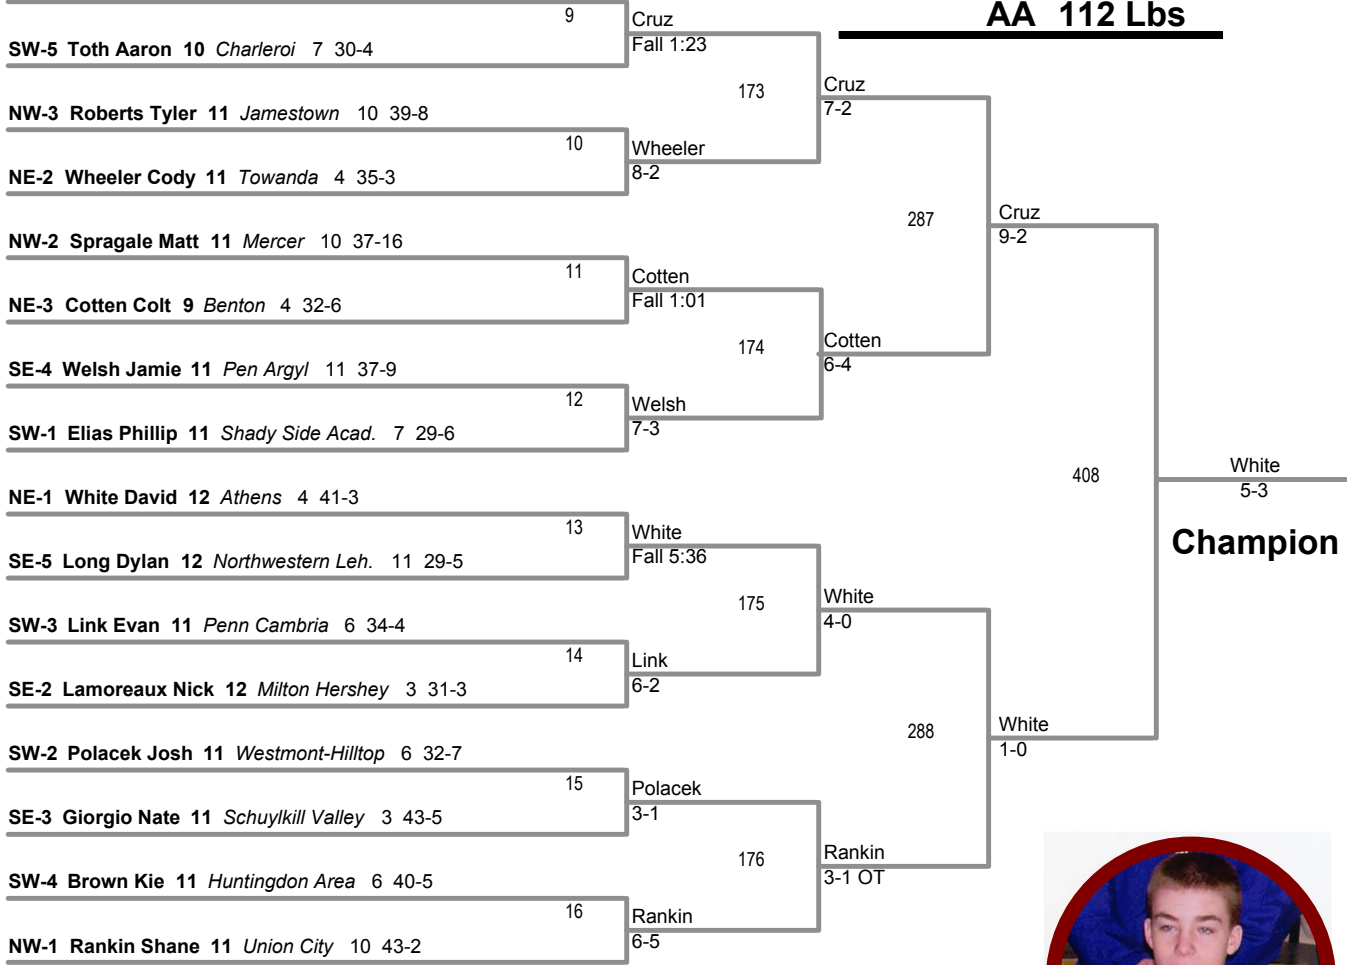 AA 112 Lbs
9
Cruz
Fall 1:23
SW-5 Toth Aaron 10 Charleroi 7 30-4
173
Cruz
7-2
NW-3 Roberts Tyler 11 Jamestown 10 39-8
10
Wheeler
8-2
NE-2 Wheeler Cody 11 Towanda 4 35-3
287
Cruz
9-2
NW-2 Spragale Matt 11 Mercer 10 37-16
11
Cotten
Fall 1:01
NE-3 Cotten Colt 9 Benton 4 32-6
174
Cotten
6-4
SE-4 Welsh Jamie 11 Pen Argyl 11 37-9
12
Welsh
7-3
SW-1 Elias Phillip 11 Shady Side Acad. 7 29-6
408
White
5-3
Champion
NE-1 White David 12 Athens 4 41-3
13
White
Fall 5:36
SE-5 Long Dylan 12 Northwestern Leh. 11 29-5
175
White
4-0
SW-3 Link Evan 11 Penn Cambria 6 34-4
14
Link
6-2
SE-2 Lamoreaux Nick 12 Milton Hershey 3 31-3
288
White
1-0
SW-2 Polacek Josh 11 Westmont-Hilltop 6 32-7
15
Polacek
3-1
SE-3 Giorgio Nate 11 Schuylkill Valley 3 43-5
176
Rankin
3-1 OT
SW-4 Brown Kie 11 Huntingdon Area 6 40-5
16
Rankin
6-5
NW-1 Rankin Shane 11 Union City 10 43-2